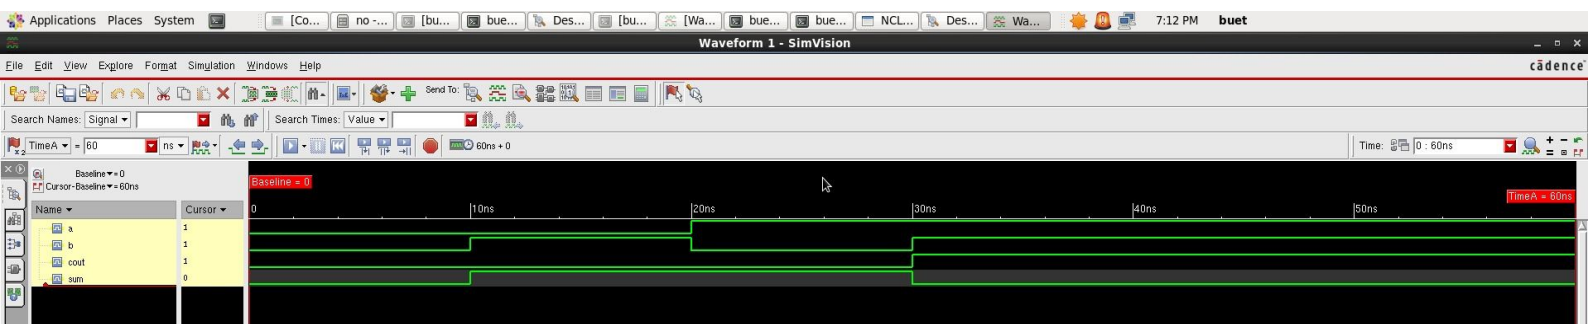 Applications Places System [Co... no -... [bu... bue... Des... [bu... [Wa... bue... bue... NCL... Des... Wa... 7:12 PM buet
Waveform 1 - SimVision
File Edit View Explore Format Simulation Windows Help cādence
Send To:
Search Names: Signal Search Times: Value
TimeA = 60 ns 60ns + 0 Time: 0 : 60ns
Baseline = 0
Cursor-Baseline = 60ns
Baseline = 0
TimeA = 60ns
Name Cursor 0 10ns 20ns 30ns 40ns 50ns
a 1
b 1
cout 1
sum 0